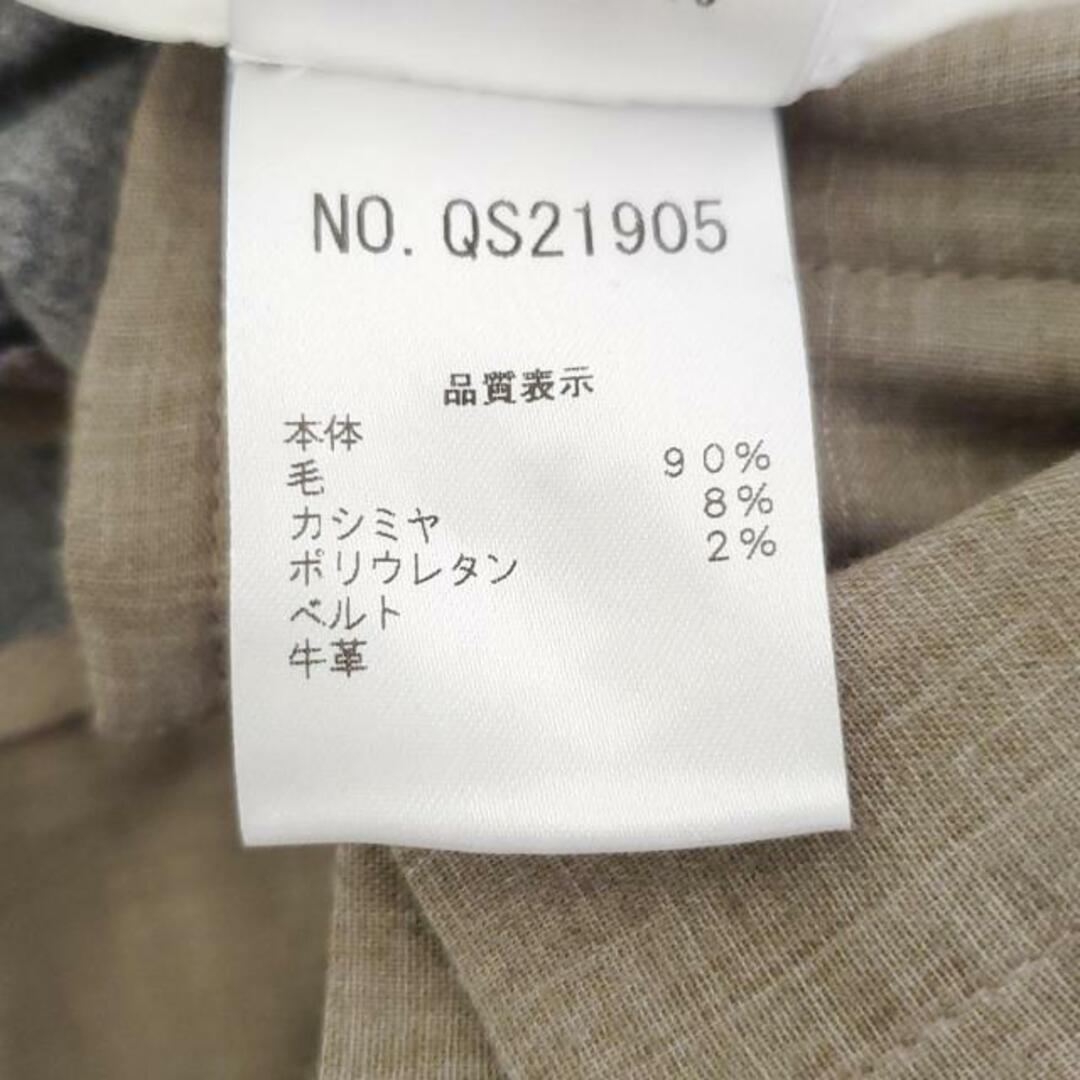 NO. QS21905
品質表示
本体
毛 90%
カシミヤ 8%
ポリウレタン 2%
ベルト
牛革